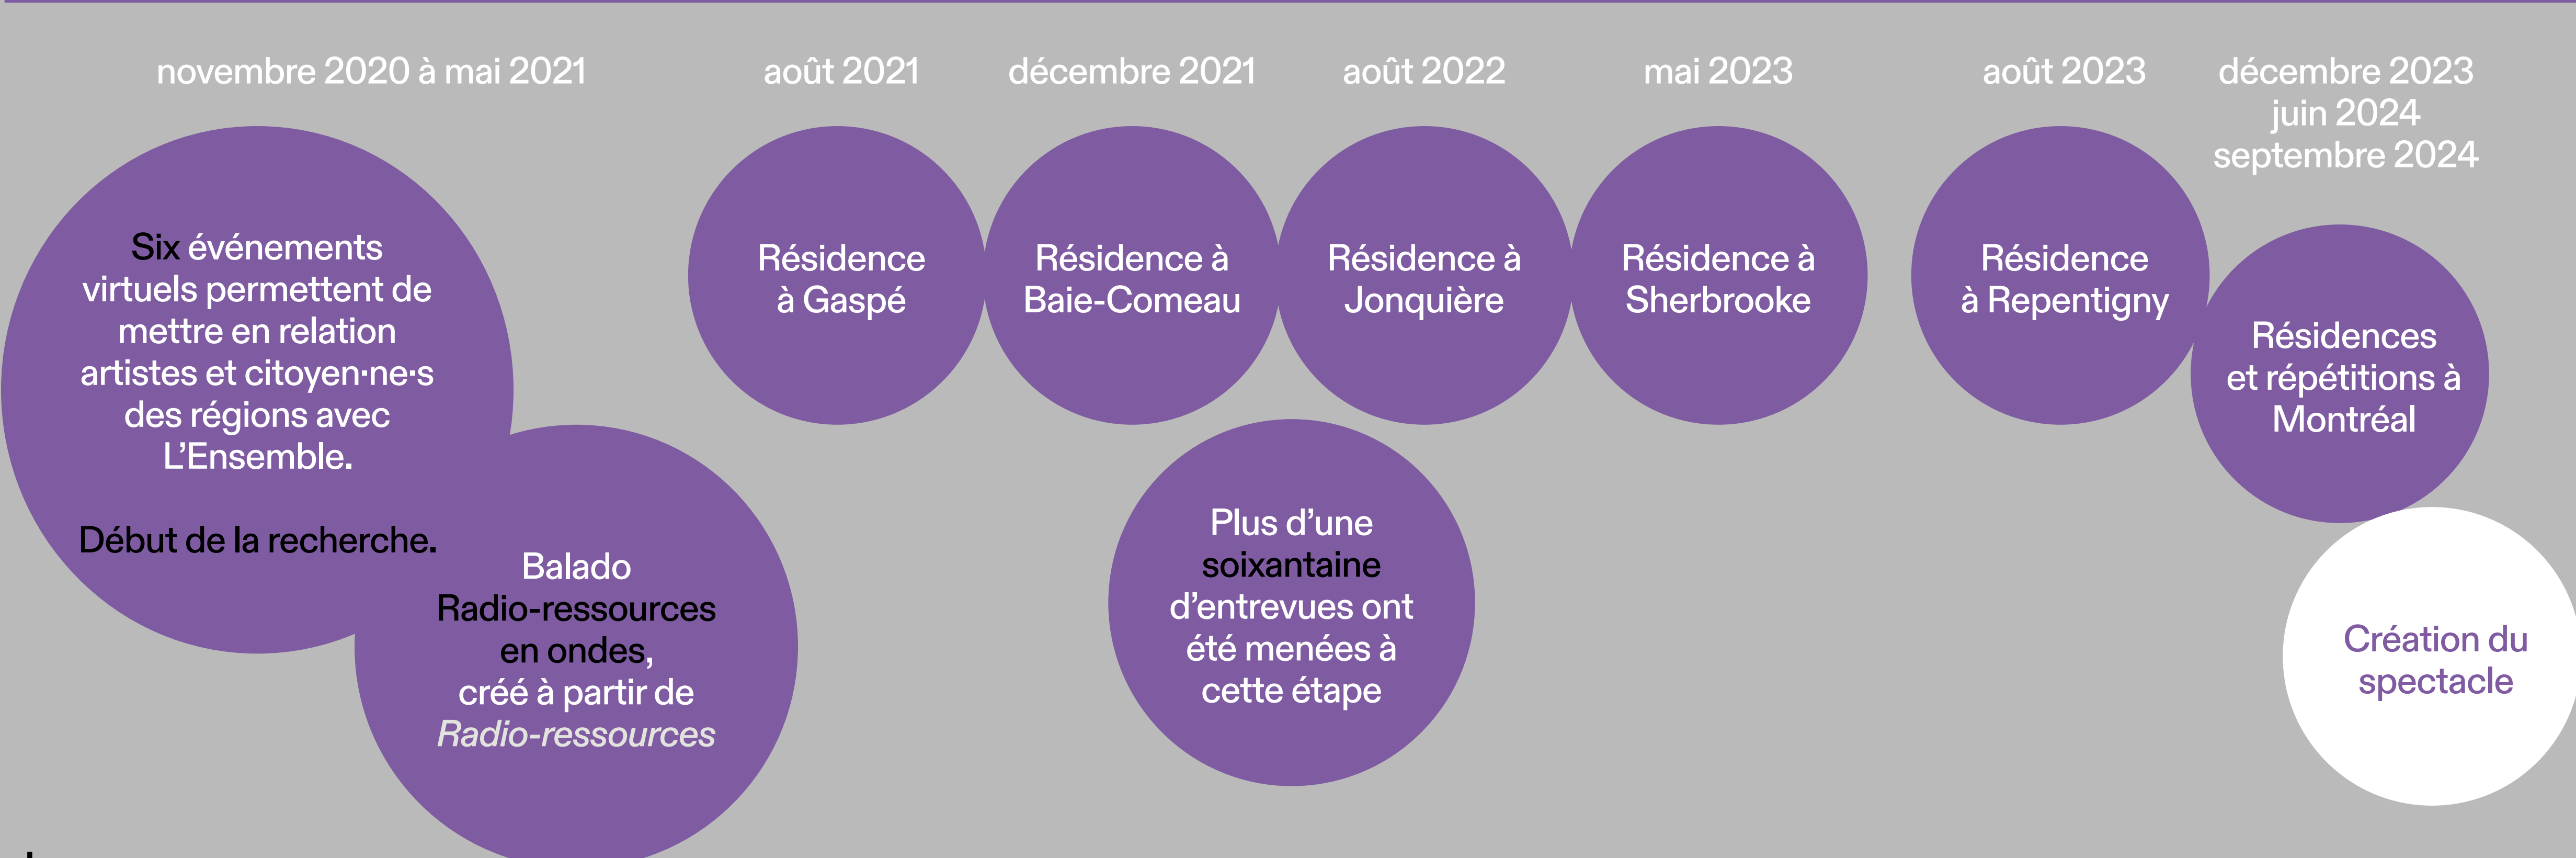 novembre 2020 à mai 2021
août 2021
décembre 2021
août 2022
mai 2023
août 2023
décembre 2023
juin 2024
septembre 2024
Six événements
virtuels permettent de
mettre en relation
artistes et citoyen·ne·s
des régions avec
L’Ensemble.
Début de la recherche.
Balado
Radio-ressources
en ondes,
créé à partir de
Radio-ressources
Résidence
à Gaspé
Résidence à
Baie-Comeau
Résidence à
Jonquière
Plus d’une
soixantaine
d’entrevues ont
été menées à
cette étape
Résidence à
Sherbrooke
Résidence
à Repentigny
Résidences
et répétitions à
Montréal
Création du
spectacle